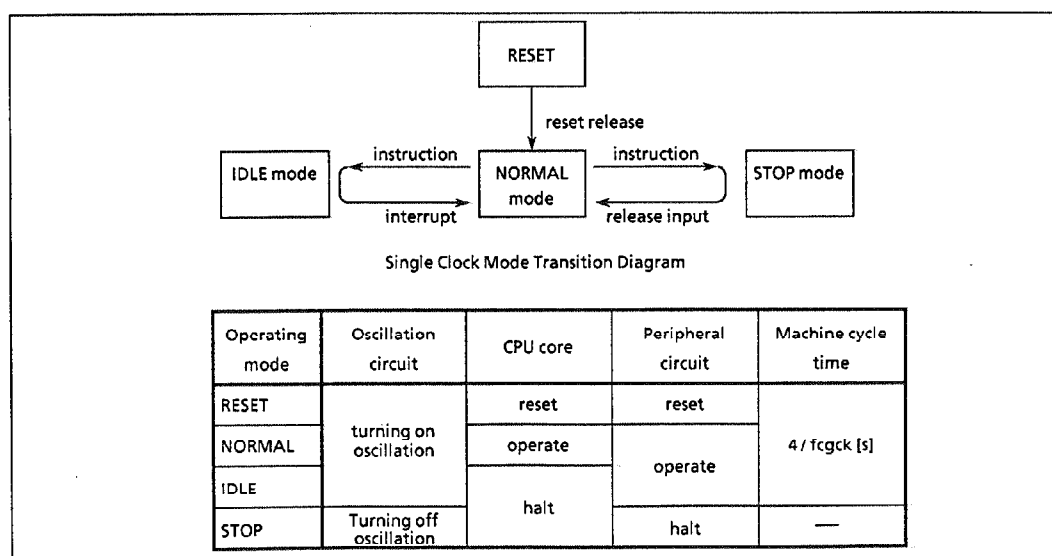 RESET
reset release
instruction
instruction
IDLE mode
NORMAL
mode
STOP mode
interrupt
release input
Single Clock Mode Transition Diagram
Operating
mode
Oscillation
circuit
CPU core
Peripheral
circuit
Machine cycle
time
RESET
turning on
oscillation
reset
reset
4 / fcgck [s]
NORMAL
operate
operate
IDLE
halt
STOP
Turning off
oscillation
halt
—